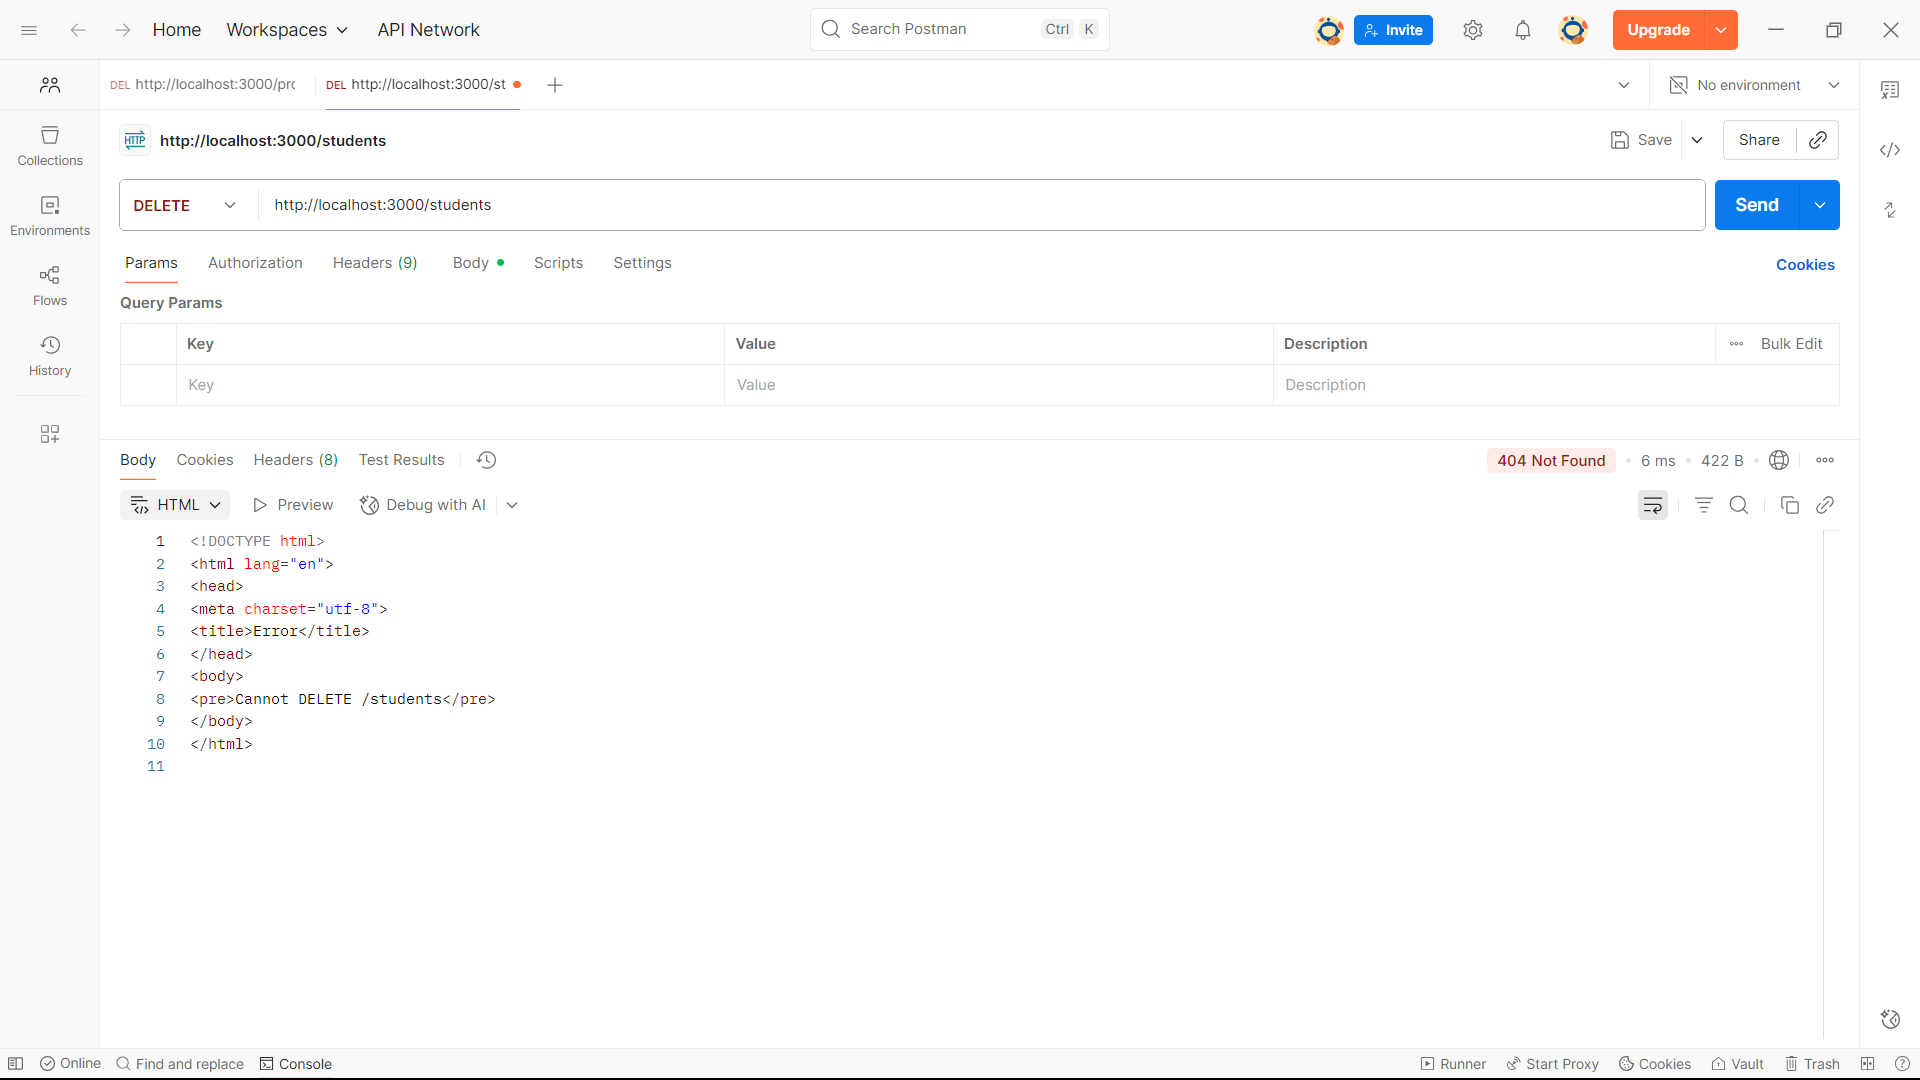 Home Workspaces API Network Search Postman Ctrl K Invite Upgrade
DEL http://localhost:3000/pro DEL http://localhost:3000/st No environment
HTTP http://localhost:3000/students Save Share
Collections
DELETE http://localhost:3000/students Send
Environments
Params Authorization Headers (9) Body Scripts Settings Cookies
Flows
Query Params
Key Value Description Bulk Edit
History
Key Value Description
Body Cookies Headers (8) Test Results 404 Not Found 6 ms 422 B
HTML Preview Debug with AI
1 <!DOCTYPE html>
2 <html lang="en">
3 <head>
4 <meta charset="utf-8">
5 <title>Error</title>
6 </head>
7 <body>
8 <pre>Cannot DELETE /students</pre>
9 </body>
10 </html>
11
Online Find and replace Console Runner Start Proxy Cookies Vault Trash